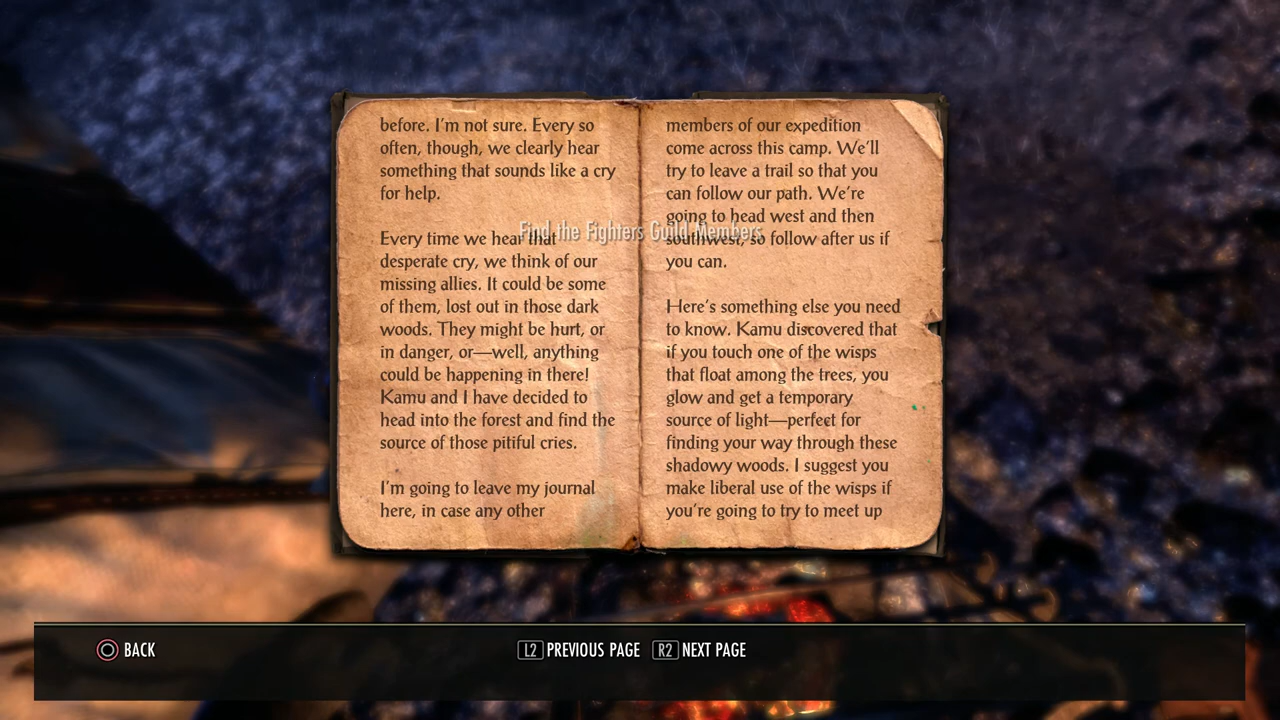 before. I'm not sure. Every so
often, though, we clearly hear
something that sounds like a cry
for help.
Every time we hear that
desperate cry, we think of our
missing allies. It could be some
of them, lost out in those dark
woods. They might be hurt, or
in danger, or—well, anything
could be happening in there!
Kamu and I have decided to
head into the forest and find the
source of those pitiful cries.
I'm going to leave my journal
here, in case any other
members of our expedition
come across this camp. We'll
try to leave a trail so that you
can follow our path. We're
going to head west and then
southwest, so follow after us if
you can.
Here's something else you need
to know. Kamu discovered that
if you touch one of the wisps
that float among the trees, you
glow and get a temporary
source of light—perfect for
finding your way through these
shadowy woods. I suggest you
make liberal use of the wisps if
you're going to try to meet up
Find the Fighters Guild Members
BACK
L2 PREVIOUS PAGE R2 NEXT PAGE